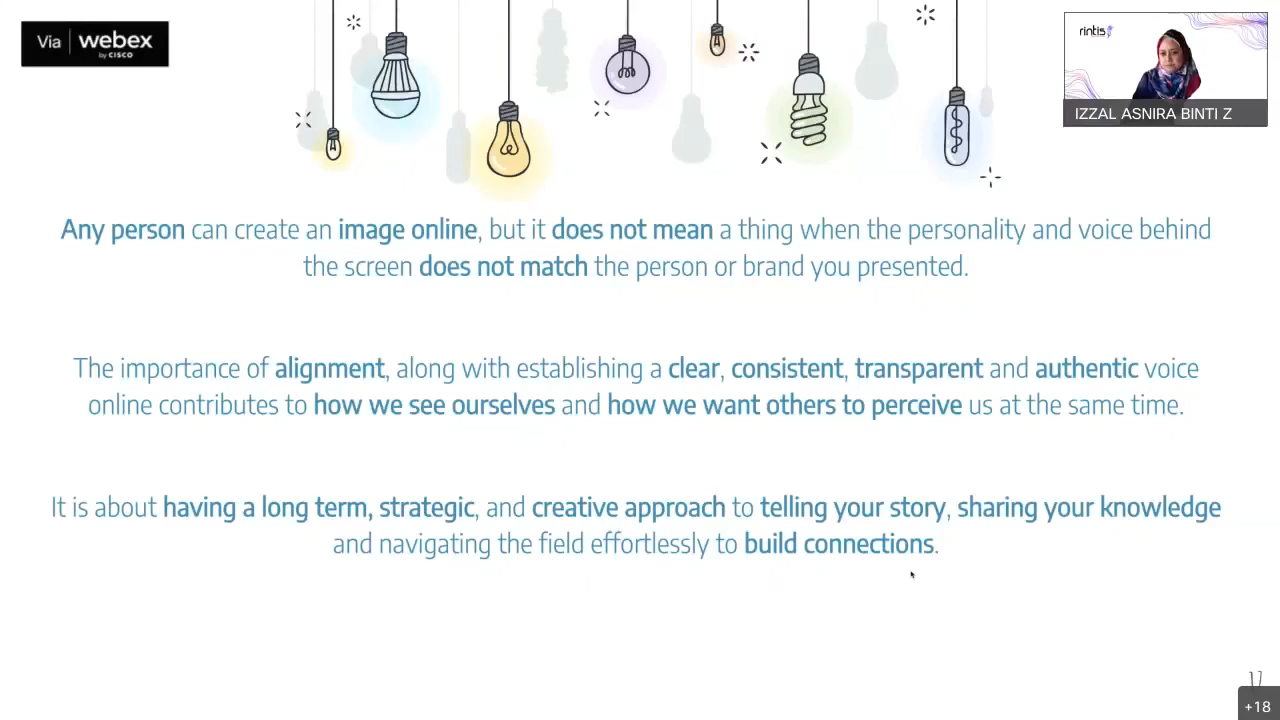 Via webex
by CISCO
rintis
IZZAL ASNIRA BINTI Z
Any person can create an image online, but it does not mean a thing when the personality and voice behind
the screen does not match the person or brand you presented.
The importance of alignment, along with establishing a clear, consistent, transparent and authentic voice
online contributes to how we see ourselves and how we want others to perceive us at the same time.
It is about having a long term, strategic, and creative approach to telling your story, sharing your knowledge
and navigating the field effortlessly to build connections.
+18